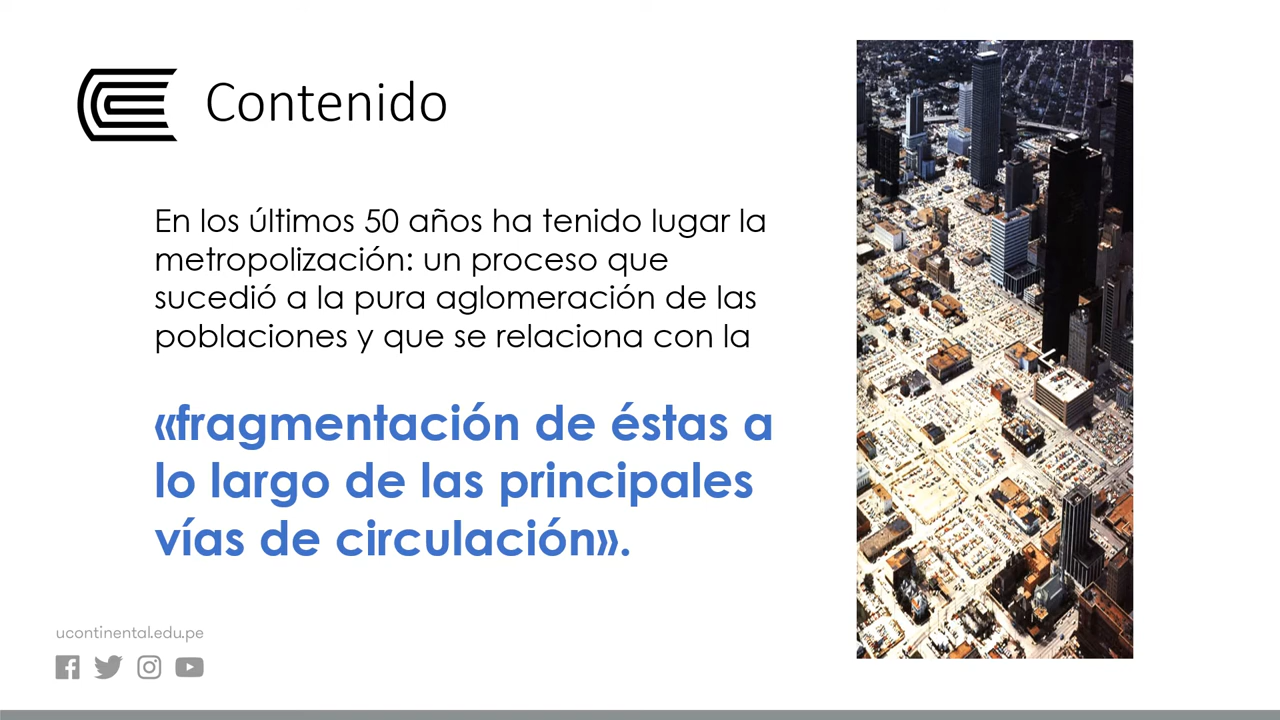 Contenido
En los últimos 50 años ha tenido lugar la
metropolización: un proceso que
sucedió a la pura aglomeración de las
poblaciones y que se relaciona con la
«fragmentación de éstas a
lo largo de las principales
vías de circulación».
ucontinental.edu.pe